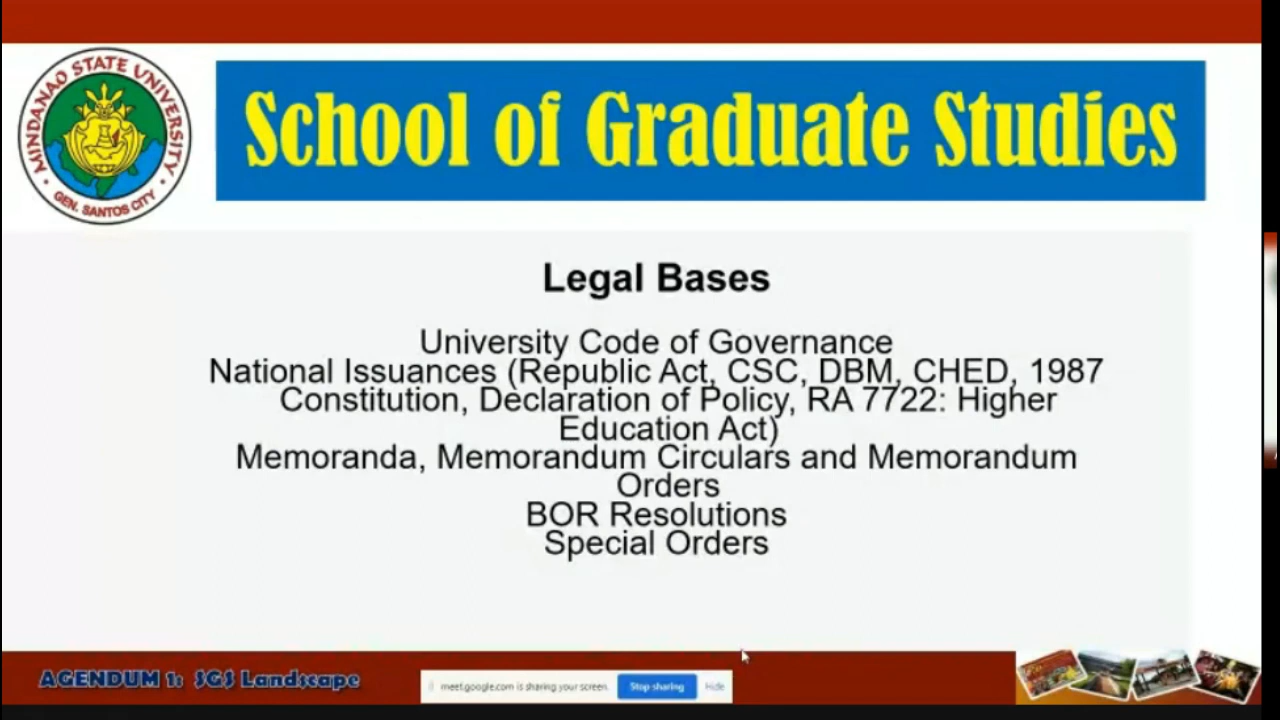 MINDANAO STATE UNIVERSITY
GEN. SANTOS CITY
School of Graduate Studies
Legal Bases
University Code of Governance
National Issuances (Republic Act, CSC, DBM, CHED, 1987
Constitution, Declaration of Policy, RA 7722: Higher
Education Act)
Memoranda, Memorandum Circulars and Memorandum
Orders
BOR Resolutions
Special Orders
AGENDUM 1: SGS Landscape
meet.google.com is sharing your screen.
Stop sharing
Hide